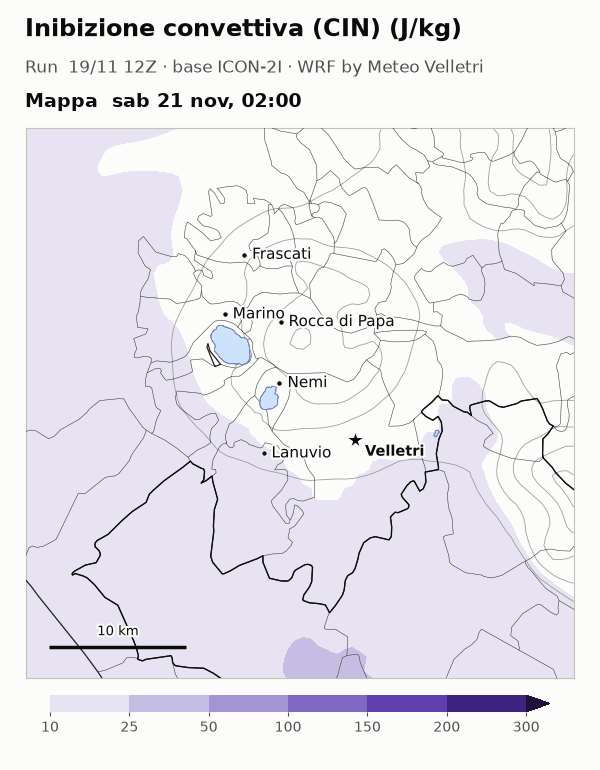 Inibizione convettiva (CIN) (J/kg)
Run  19/11 12Z · base ICON-2I · WRF by Meteo Velletri
Mappa  sab 21 nov, 02:00
Frascati
Marino
Rocca di Papa
Nemi
Velletri
Lanuvio
10 km
10 25 50 100 150 200 300